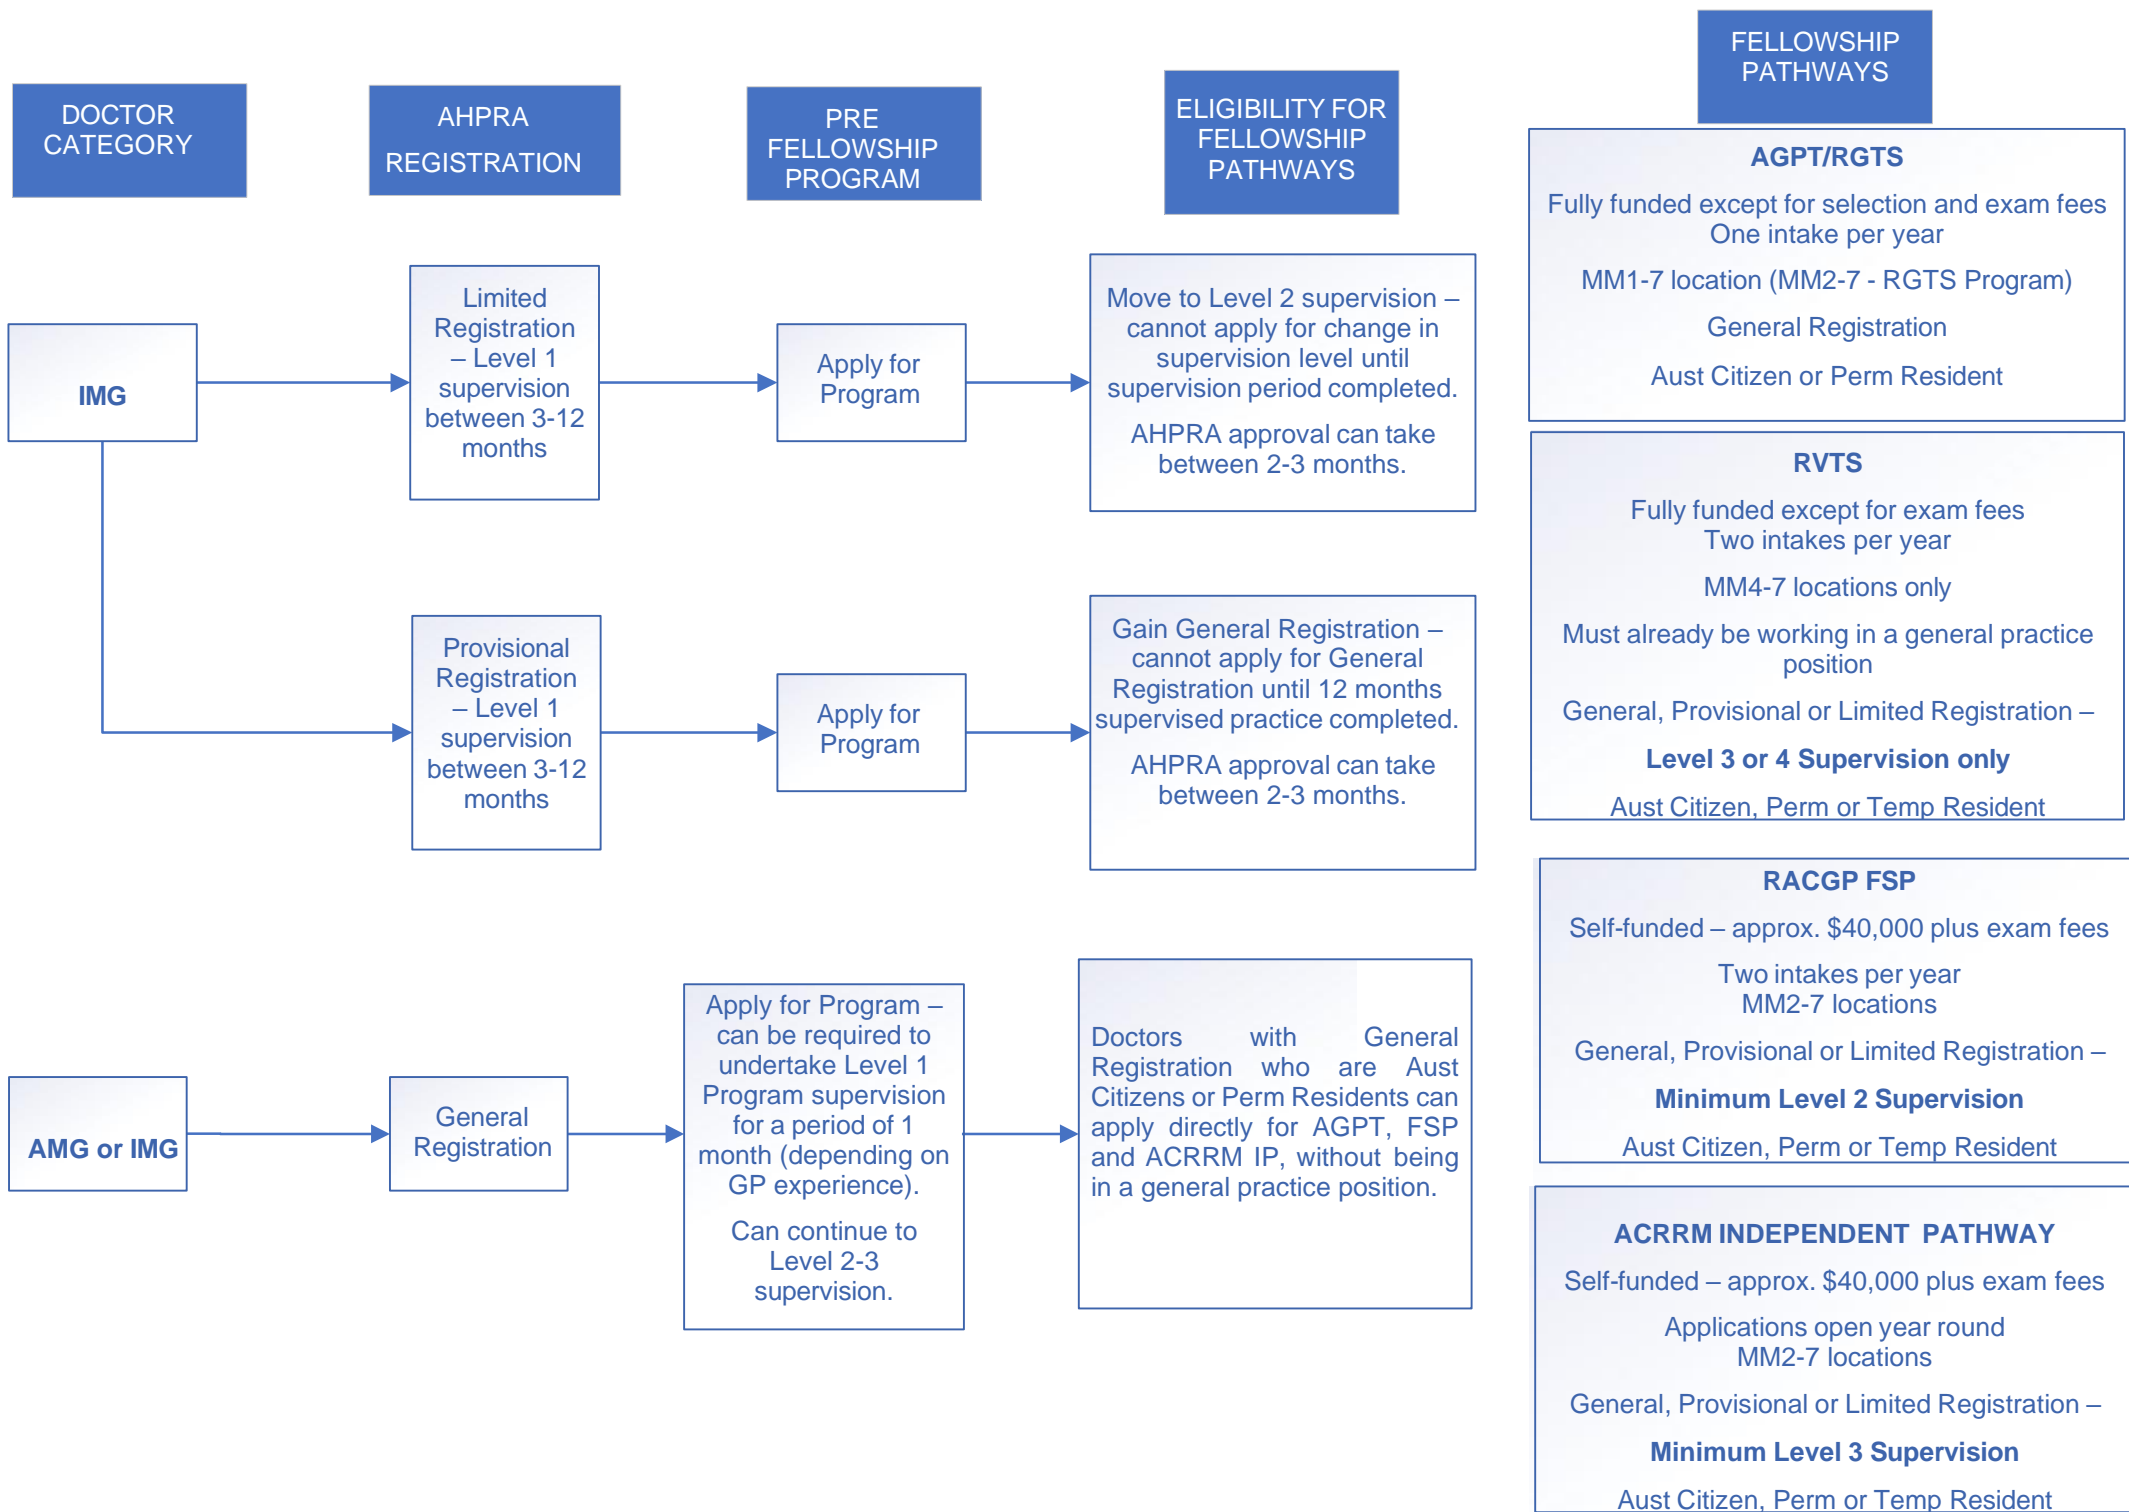 DOCTOR
CATEGORY
AHPRA
REGISTRATION
PRE
FELLOWSHIP
PROGRAM
ELIGIBILITY FOR
FELLOWSHIP
PATHWAYS
FELLOWSHIP
PATHWAYS
IMG
Limited
Registration
– Level 1
supervision
between 3-12
months
Apply for
Program
Move to Level 2 supervision –
cannot apply for change in
supervision level until
supervision period completed.
AHPRA approval can take
between 2-3 months.
Provisional
Registration
– Level 1
supervision
between 3-12
months
Apply for
Program
Gain General Registration –
cannot apply for General
Registration until 12 months
supervised practice completed.
AHPRA approval can take
between 2-3 months.
AMG or IMG
General
Registration
Apply for Program –
can be required to
undertake Level 1
Program supervision
for a period of 1
month (depending on
GP experience).
Can continue to
Level 2-3
supervision.
Doctors with General
Registration who are Aust
Citizens or Perm Residents can
apply directly for AGPT, FSP
and ACRRM IP, without being
in a general practice position.
AGPT/RGTS
Fully funded except for selection and exam fees
One intake per year
MM1-7 location (MM2-7 - RGTS Program)
General Registration
Aust Citizen or Perm Resident
RVTS
Fully funded except for exam fees
Two intakes per year
MM4-7 locations only
Must already be working in a general practice
position
General, Provisional or Limited Registration –
Level 3 or 4 Supervision only
Aust Citizen, Perm or Temp Resident
RACGP FSP
Self-funded – approx. $40,000 plus exam fees
Two intakes per year
MM2-7 locations
General, Provisional or Limited Registration –
Minimum Level 2 Supervision
Aust Citizen, Perm or Temp Resident
ACRRM INDEPENDENT PATHWAY
Self-funded – approx. $40,000 plus exam fees
Applications open year round
MM2-7 locations
General, Provisional or Limited Registration –
Minimum Level 3 Supervision
Aust Citizen, Perm or Temp Resident